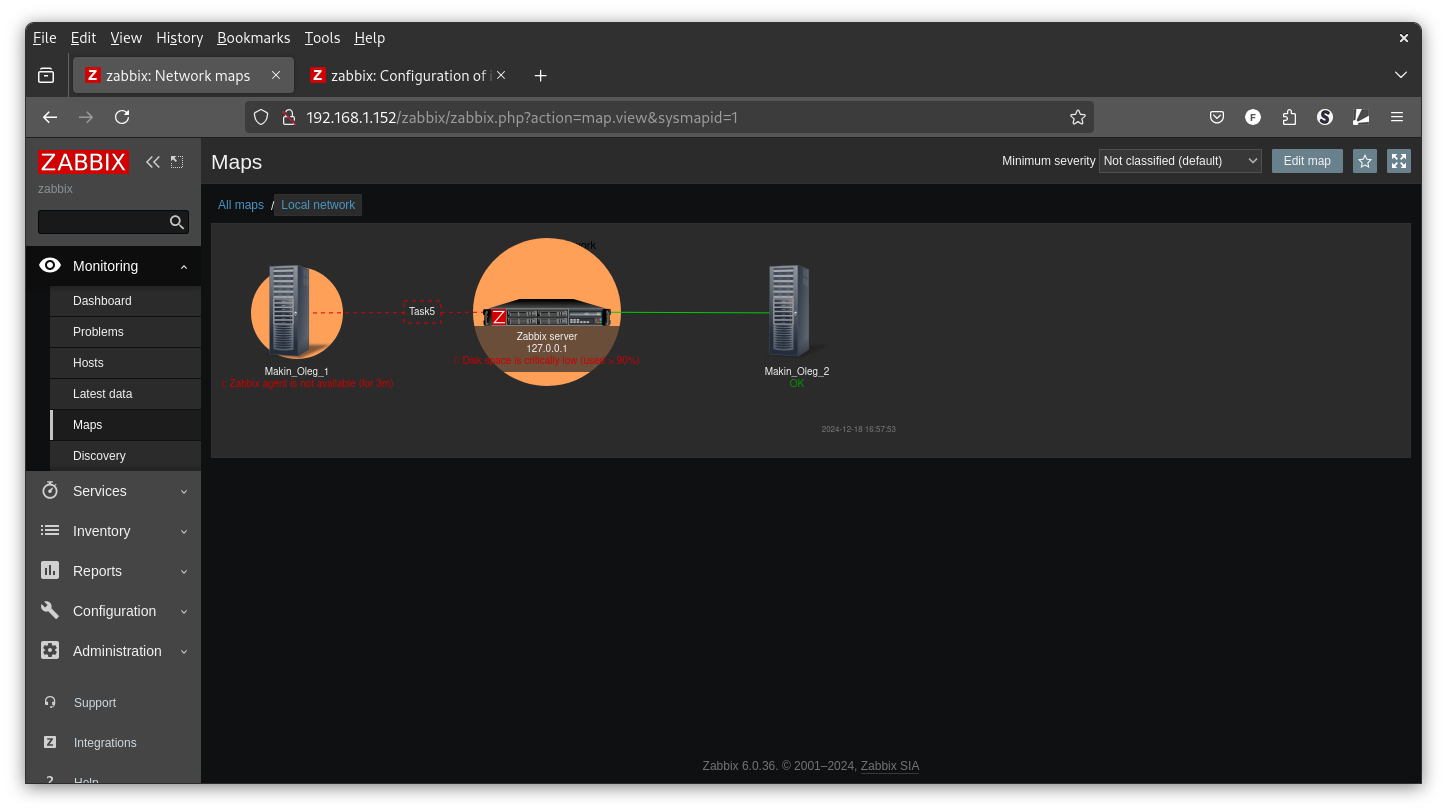 File Edit View History Bookmarks Tools Help
zabbix: Network maps
zabbix: Configuration of
192.168.1.152/zabbix/zabbix.php?action=map.view&sysmapid=1
ZABBIX
zabbix
Monitoring
Dashboard
Problems
Hosts
Latest data
Maps
Discovery
Services
Inventory
Reports
Configuration
Administration
Support
Integrations
Help
Maps
Minimum severity Not classified (default) Edit map
All maps / Local network
Makin_Oleg_1
/: Zabbix agent is not available (for 3m)
Task5
Zabbix server
127.0.0.1
/: Disk space is critically low (used > 90%)
Makin_Oleg_2
OK
2024-12-18 16:57:53
Zabbix 6.0.36. © 2001–2024, Zabbix SIA